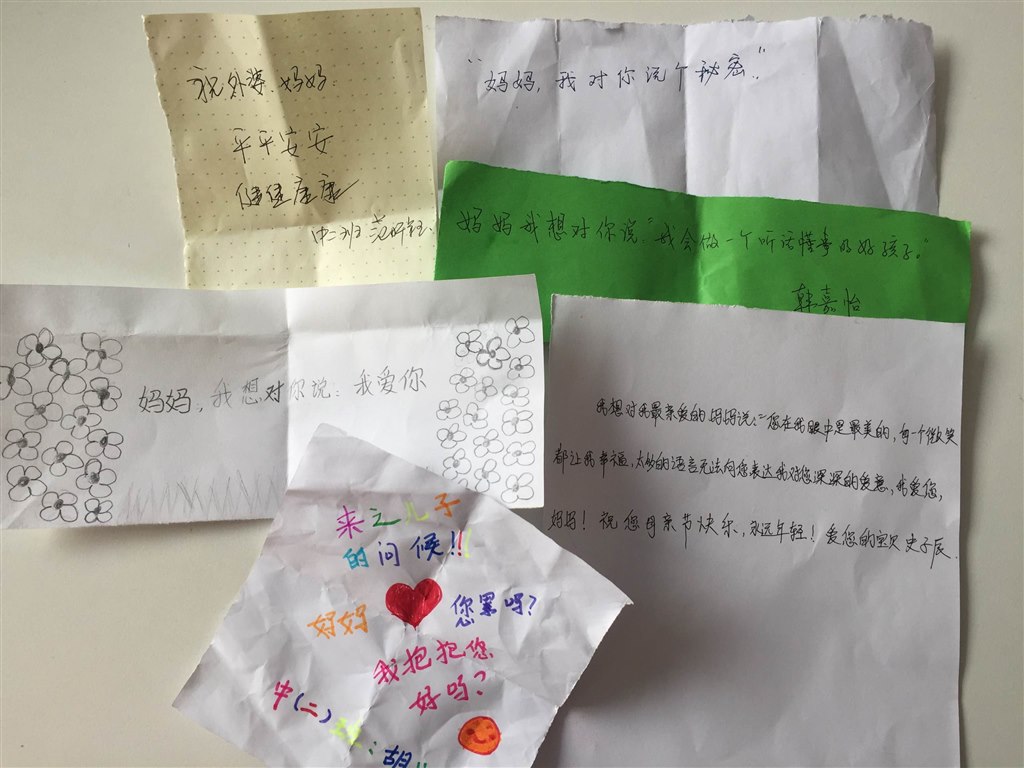 祝外婆、妈妈
平平安安
健健康康
中二班
"妈妈,我对你说个秘密"
妈妈我想对你说"我会做一个听话懂事的好孩子。"
韩嘉怡
妈妈,我想对你说:我爱你
我想对我最亲爱的妈妈说:"您在我眼中是最美的,每一个微笑
都让我幸福,太妙的语言无法向您表达我对您深深的爱意,我爱您,
妈妈!祝您母亲节快乐,永远年轻!爱您的宝贝史子辰.
来之儿子
的问候!!!
妈妈 您累吗?
我抱抱您
好吗?
中(二)
胡